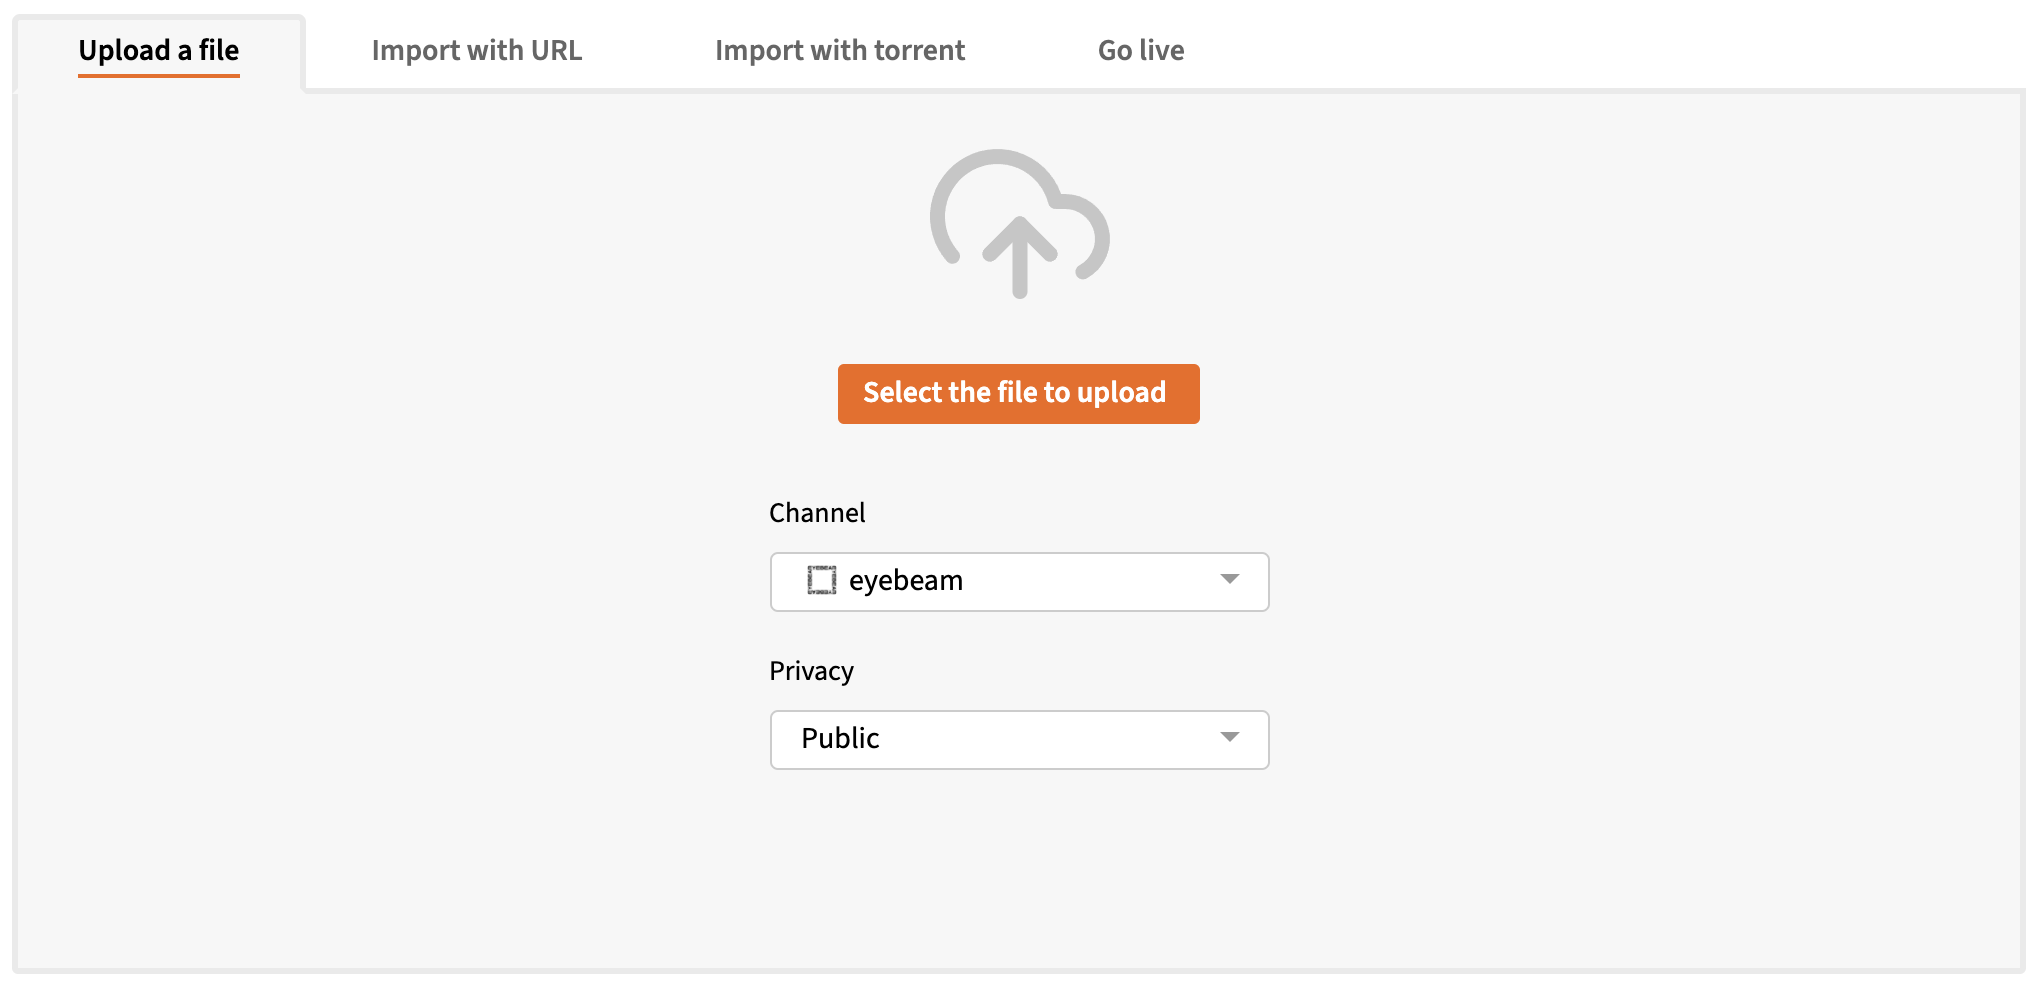 Upload a file
Import with URL
Import with torrent
Go live
Select the file to upload
Channel
eyebeam
Privacy
Public